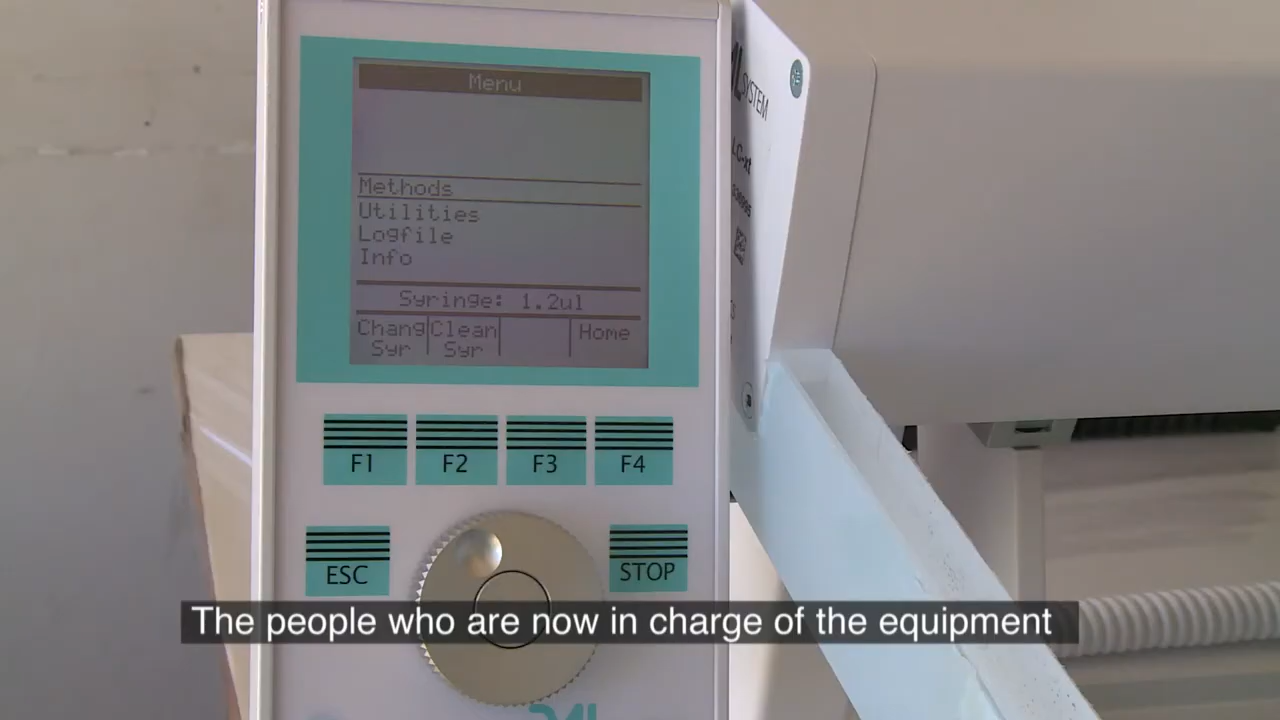 Menu
Methods
Utilities
Logfile
Info
Syringe: 1.2ul
Chang Clean Home
Syr Syr
F1 F2 F3 F4
ESC STOP
SYSTEM
The people who are now in charge of the equipment